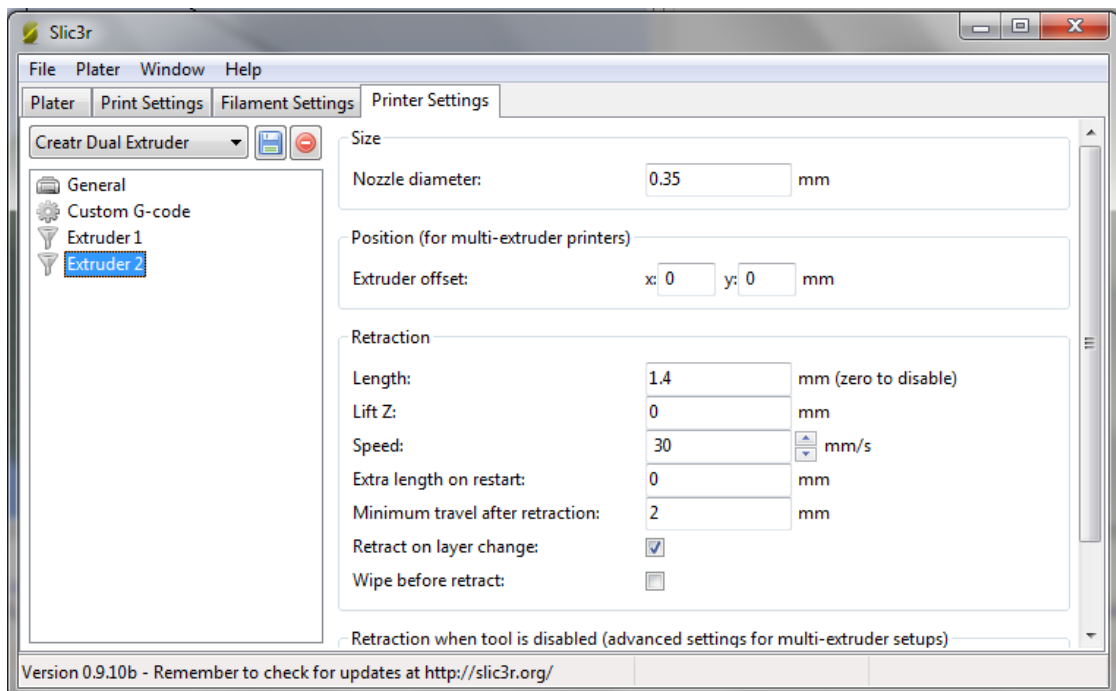 Slic3r
File Plater Window Help
Plater Print Settings Filament Settings Printer Settings
Creatr Dual Extruder
General
Custom G-code
Extruder 1
Extruder 2
Size
Nozzle diameter: 0.35 mm
Position (for multi-extruder printers)
Extruder offset: x: 0 y: 0 mm
Retraction
Length: 1.4 mm (zero to disable)
Lift Z: 0 mm
Speed: 30 mm/s
Extra length on restart: 0 mm
Minimum travel after retraction: 2 mm
Retract on layer change:
Wipe before retract:
Retraction when tool is disabled (advanced settings for multi-extruder setups)
Version 0.9.10b - Remember to check for updates at http://slic3r.org/